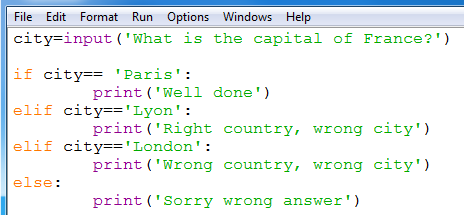 File Edit Format Run Options Windows Help
city=input('What is the capital of France?')
if city== 'Paris':
        print('Well done')
elif city=='Lyon':
        print('Right country, wrong city')
elif city=='London':
        print('Wrong country, wrong city')
else:
        print('Sorry wrong answer')